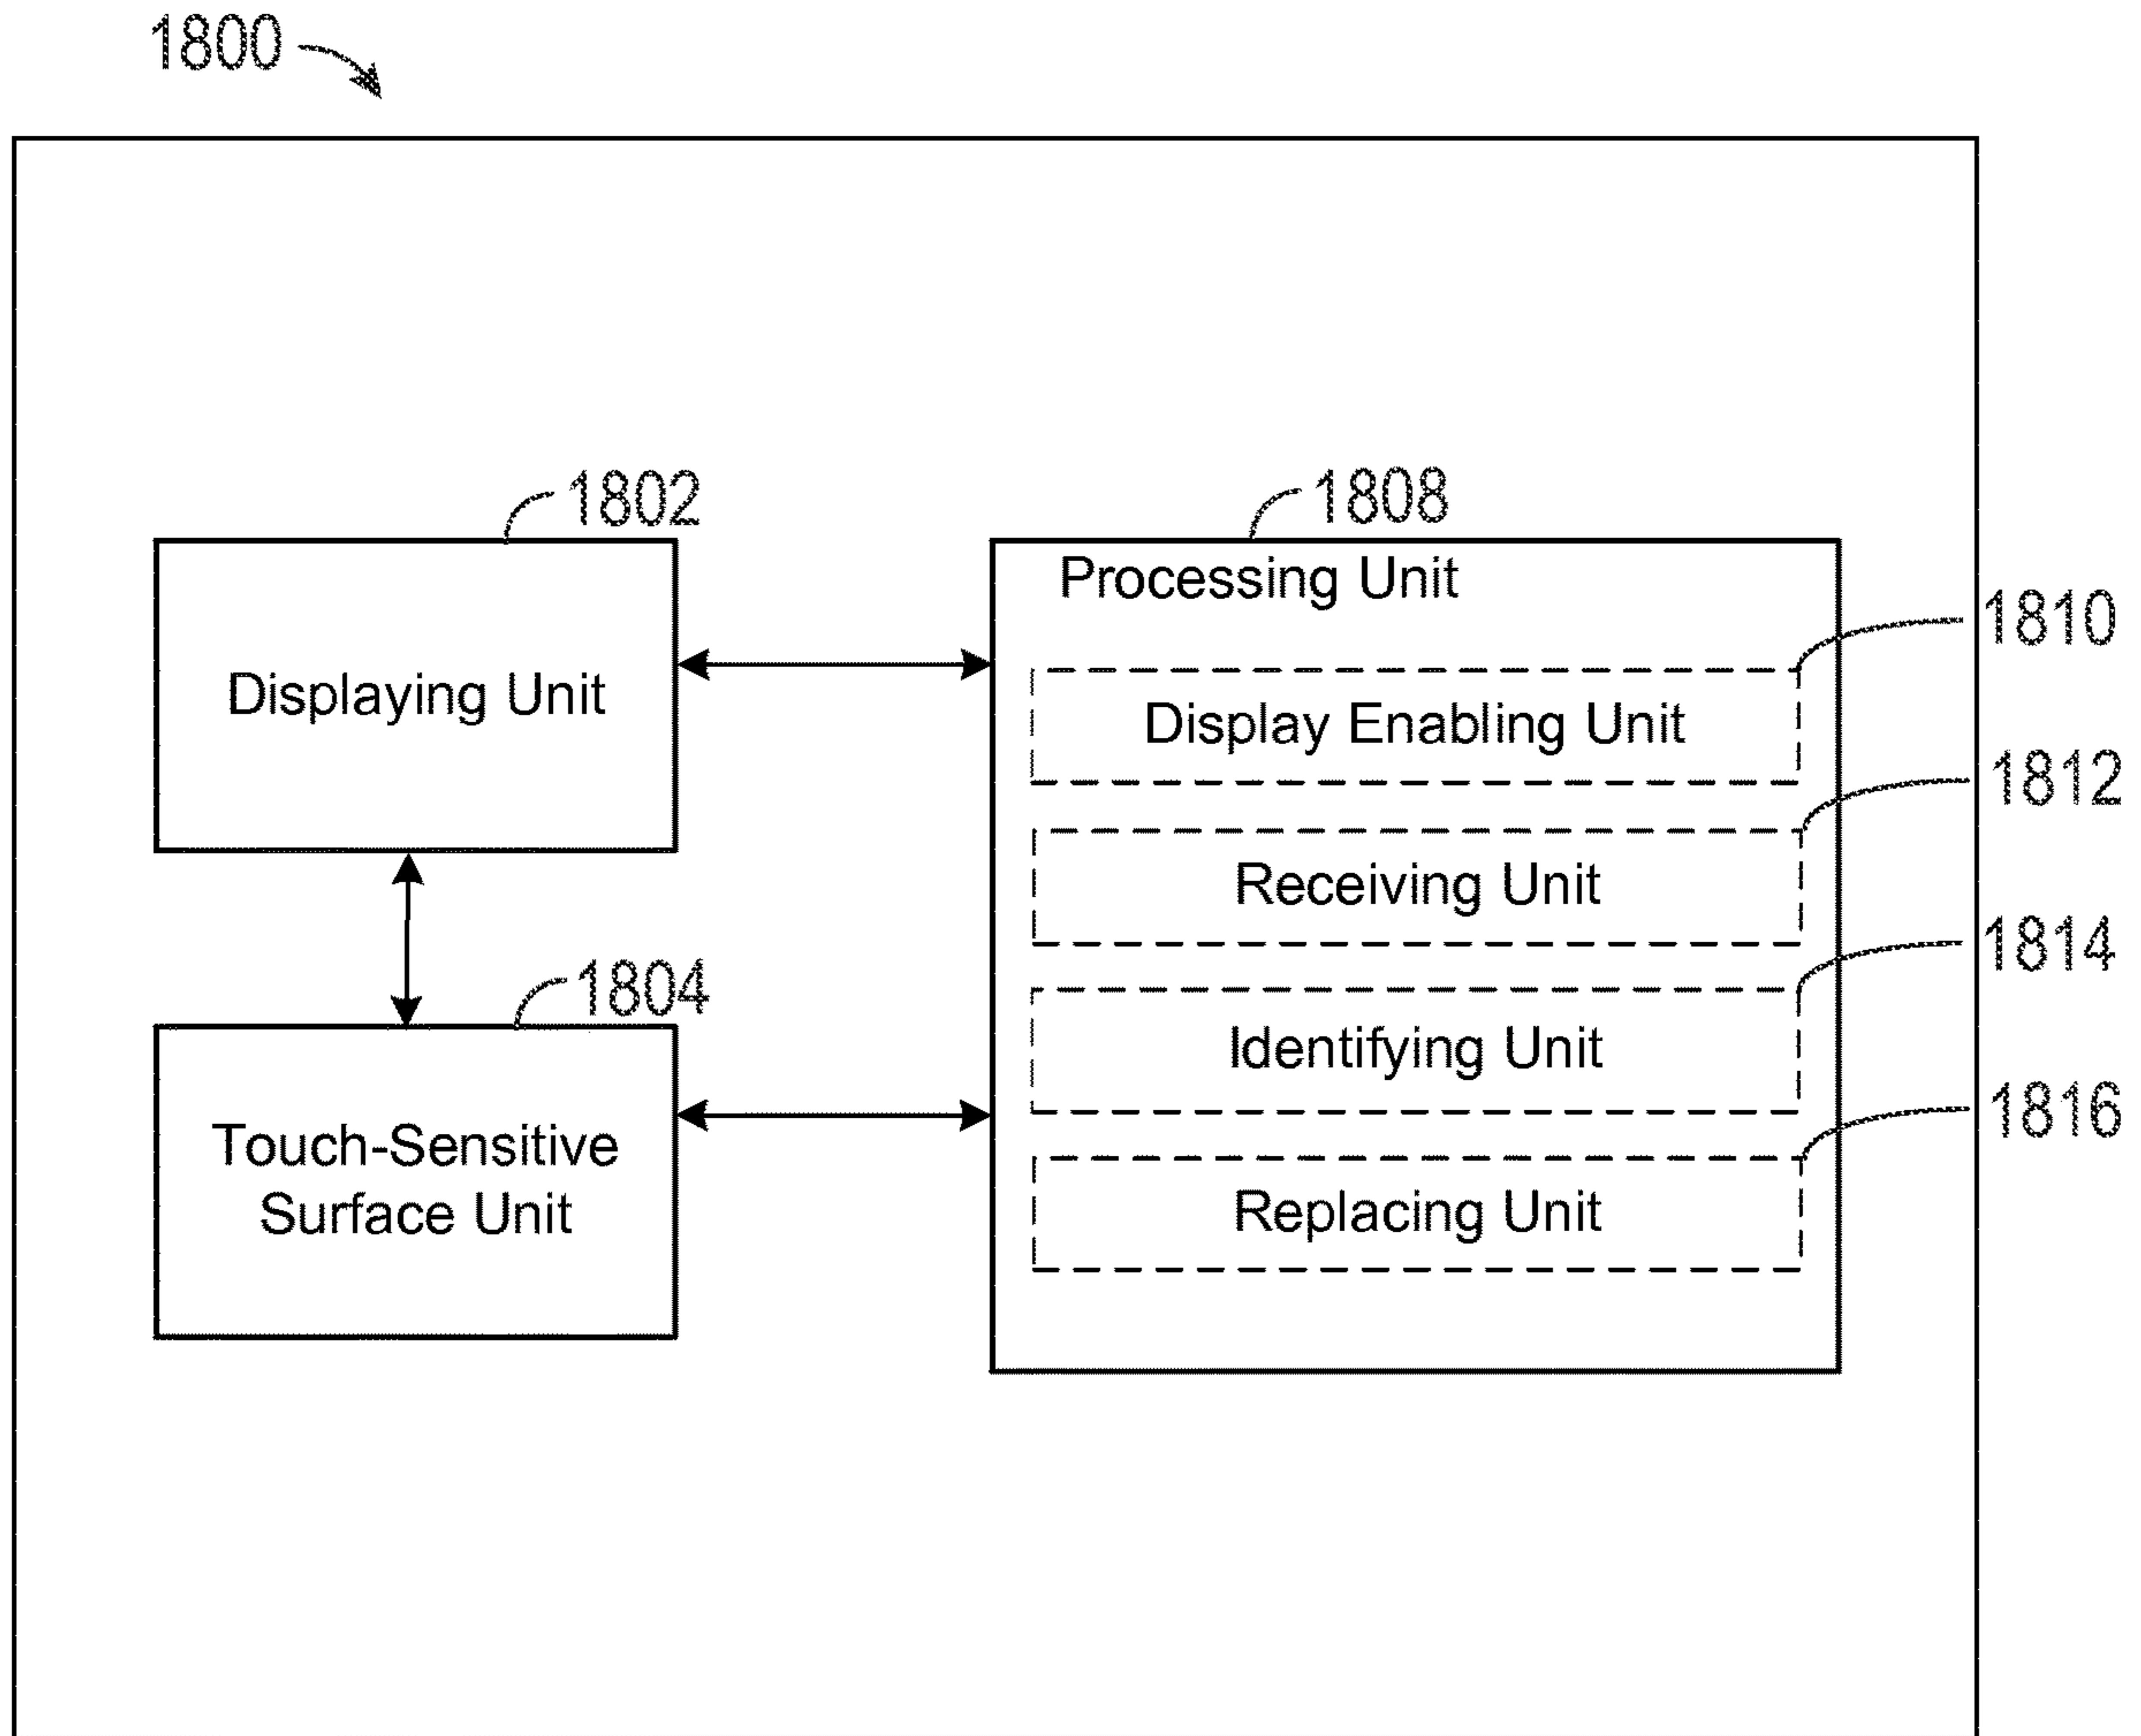 1800
1802
1808
Processing Unit
1810
Displaying Unit
Display Enabling Unit
1812
Receiving Unit
1814
1804
Identifying Unit
1816
Touch-Sensitive
Surface Unit
Replacing Unit